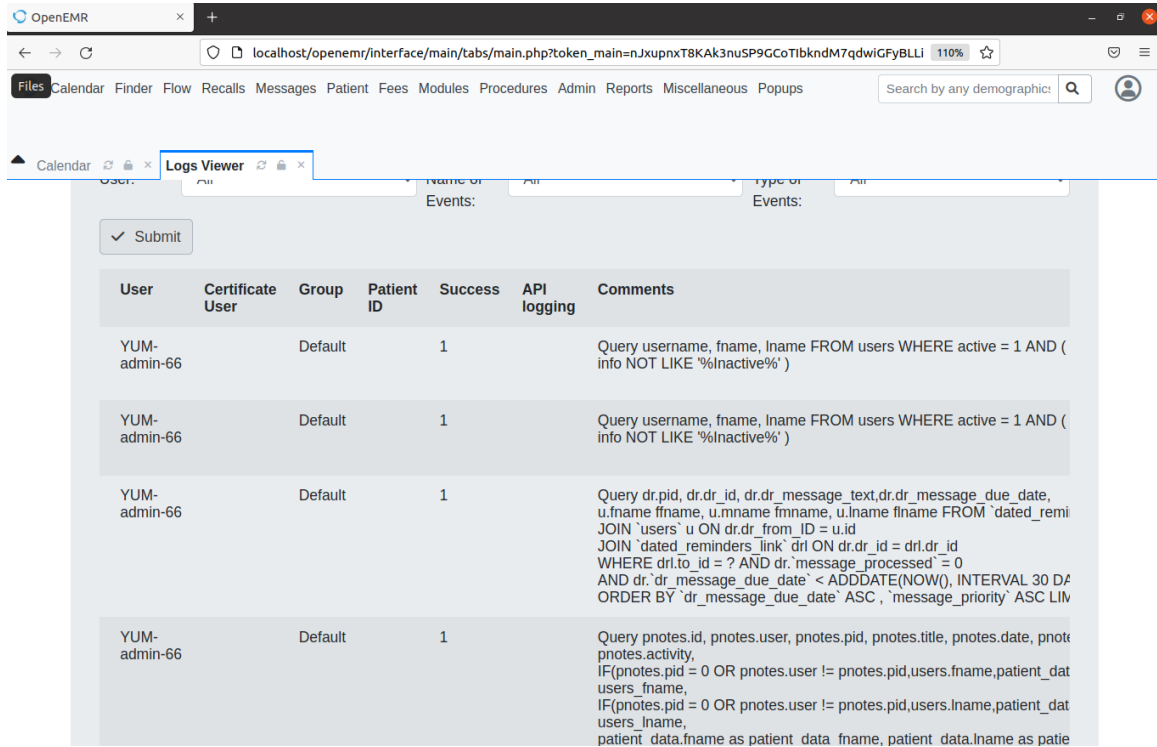 OpenEMR
localhost/openemr/interface/main/tabs/main.php?token_main=nJxupnxT8KAk3nuSP9GCoTIbkndM7qdwiGFyBLLi 110%
Files Calendar Finder Flow Recalls Messages Patient Fees Modules Procedures Admin Reports Miscellaneous Popups Search by any demographics
Calendar Logs Viewer
User: All Name of All Type of All
Events: Events:
Submit
User Certificate User Group Patient ID Success API logging Comments
YUM-admin-66 Default 1 Query username, fname, lname FROM users WHERE active = 1 AND (
info NOT LIKE '%Inactive%' )
YUM-admin-66 Default 1 Query username, fname, lname FROM users WHERE active = 1 AND (
info NOT LIKE '%Inactive%' )
YUM-admin-66 Default 1 Query dr.pid, dr.dr_id, dr.dr_message_text,dr.dr_message_due_date,
u.fname ffname, u.mname fmname, u.lname flname FROM `dated_remi
JOIN `users` u ON dr.dr_from_ID = u.id
JOIN `dated_reminders_link` drl ON dr.dr_id = drl.dr_id
WHERE drl.to_id = ? AND dr.`message_processed` = 0
AND dr.`dr_message_due_date` < ADDDATE(NOW(), INTERVAL 30 DA
ORDER BY `dr_message_due_date` ASC , `message_priority` ASC LIM
YUM-admin-66 Default 1 Query pnotes.id, pnotes.user, pnotes.pid, pnotes.title, pnotes.date, pnote
pnotes.activity,
IF(pnotes.pid = 0 OR pnotes.user != pnotes.pid,users.fname,patient_dat
users_fname,
IF(pnotes.pid = 0 OR pnotes.user != pnotes.pid,users.lname,patient_dat
users_lname,
patient_data.fname as patient_data_fname, patient_data.lname as patie